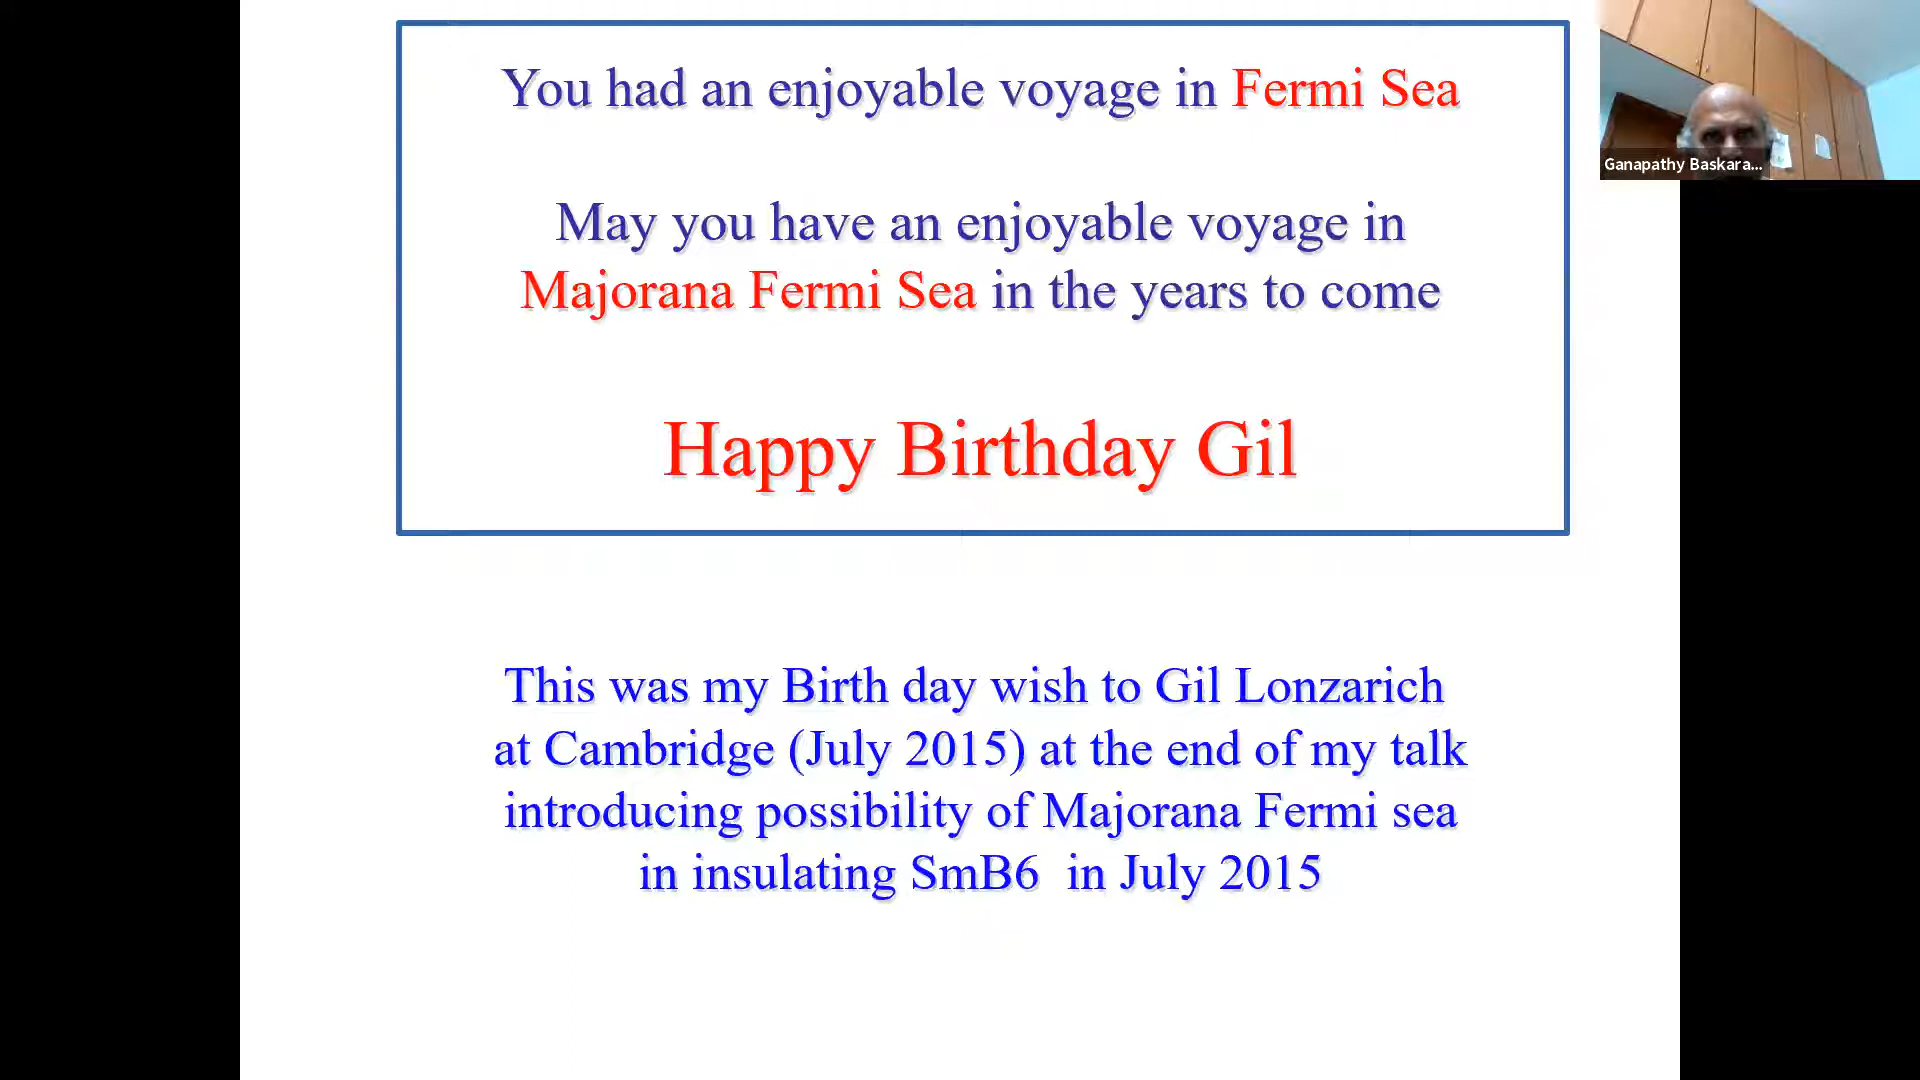 You had an enjoyable voyage in Fermi Sea
May you have an enjoyable voyage in
Majorana Fermi Sea in the years to come
Happy Birthday Gil
This was my Birth day wish to Gil Lonzarich
at Cambridge (July 2015) at the end of my talk
introducing possibility of Majorana Fermi sea
in insulating SmB6 in July 2015
Ganapathy Baskara...